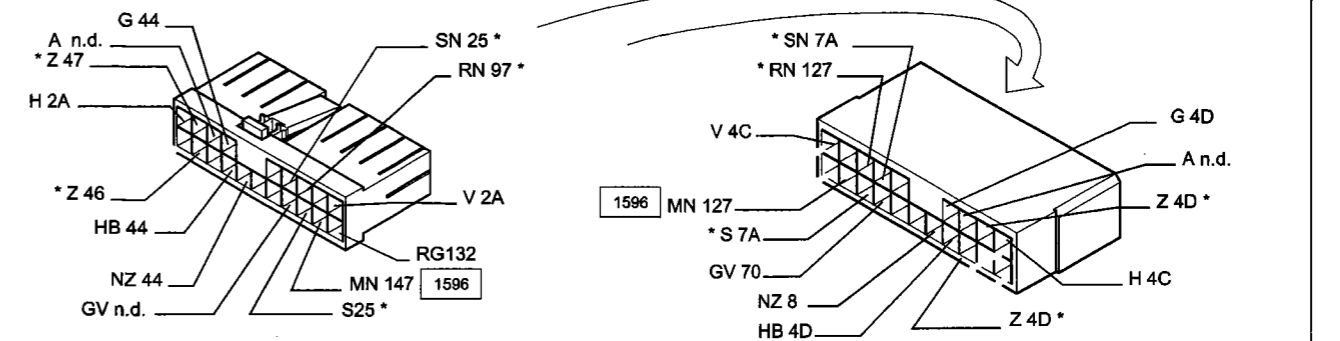 G 44
A n.d.
* Z 47
H 2A
* Z 46
HB 44
NZ 44
GV n.d.
SN 25 *
RN 97 *
V 2A
RG132
MN 147 1596
S25 *
* SN 7A
* RN 127
V 4C
1596 MN 127
* S 7A
GV 70
NZ 8
HB 4D
G 4D
A n.d.
Z 4D *
H 4C
Z 4D *